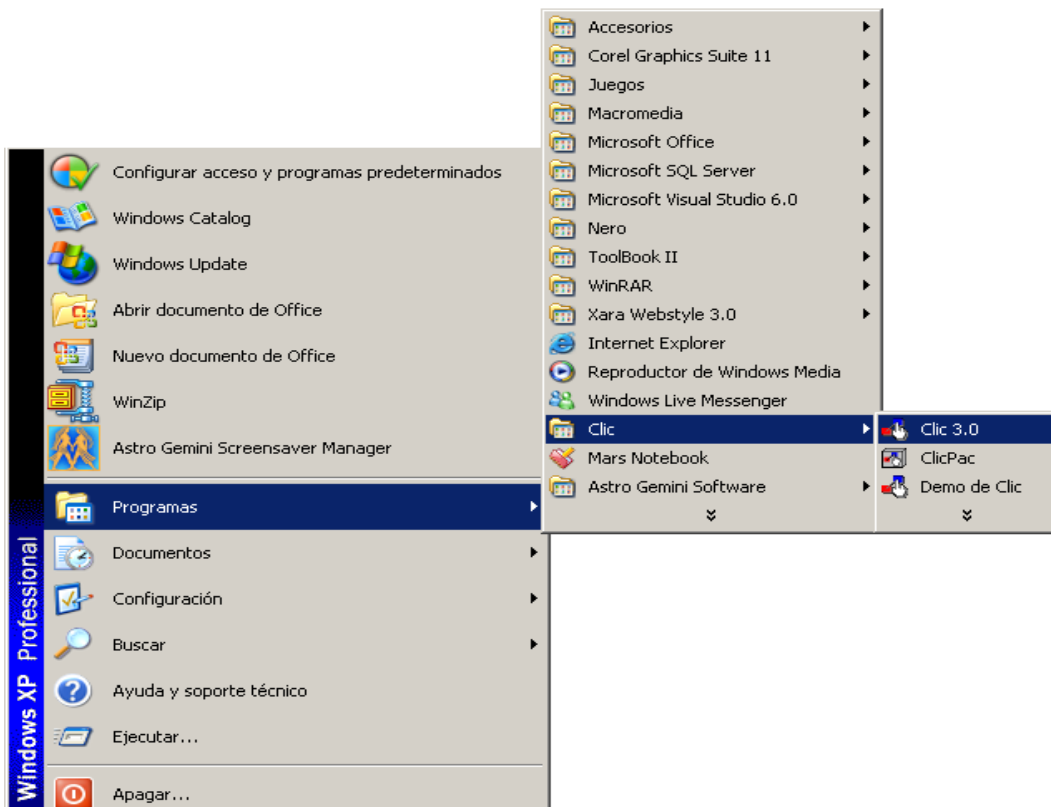 Configurar acceso y programas predeterminados
Windows Catalog
Windows Update
Abrir documento de Office
Nuevo documento de Office
WinZip
Astro Gemini Screensaver Manager
Programas
Documentos
Configuración
Buscar
Ayuda y soporte técnico
Ejecutar...
Apagar...
Windows XP Professional
Accesorios
Corel Graphics Suite 11
Juegos
Macromedia
Microsoft Office
Microsoft SQL Server
Microsoft Visual Studio 6.0
Nero
ToolBook II
WinRAR
Xara Webstyle 3.0
Internet Explorer
Reproductor de Windows Media
Windows Live Messenger
Clic
Mars Notebook
Astro Gemini Software
Clic 3.0
ClicPac
Demo de Clic